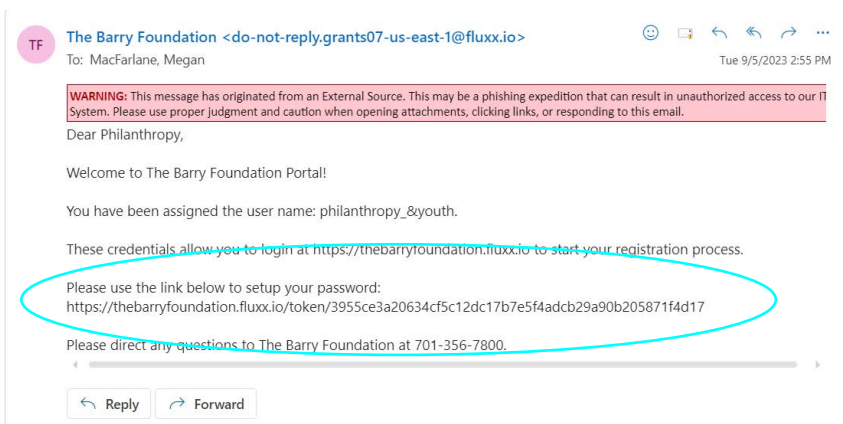 TF
The Barry Foundation <do-not-reply.grants07-us-east-1@fluxx.io>
To: MacFarlane, Megan
Tue 9/5/2023 2:55 PM
WARNING: This message has originated from an External Source. This may be a phishing expedition that can result in unauthorized access to our IT
System. Please use proper judgment and caution when opening attachments, clicking links, or responding to this email.
Dear Philanthropy,
Welcome to The Barry Foundation Portal!
You have been assigned the user name: philanthropy_&youth.
These credentials allow you to login at https://thebarryfoundation.fluxx.io to start your registration process.
Please use the link below to setup your password:
https://thebarryfoundation.fluxx.io/token/3955ce3a20634cf5c12dc17b7e5f4adcb29a90b205871f4d17
Please direct any questions to The Barry Foundation at 701-356-7800.
Reply
Forward